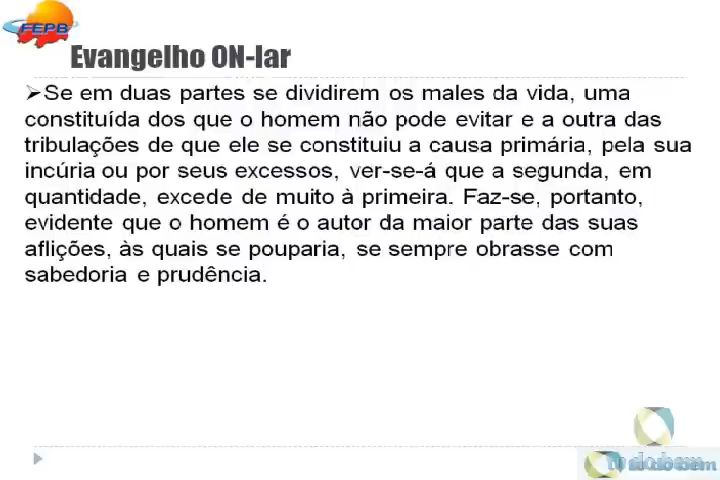 FEPB
Evangelho ON-lar
➢Se em duas partes se dividirem os males da vida, uma
constituída dos que o homem não pode evitar e a outra das
tribulações de que ele se constituiu a causa primária, pela sua
incúria ou por seus excessos, ver-se-á que a segunda, em
quantidade, excede de muito à primeira. Faz-se, portanto,
evidente que o homem é o autor da maior parte das suas
aflições, às quais se pouparia, se sempre obrasse com
sabedoria e prudência.
do bem